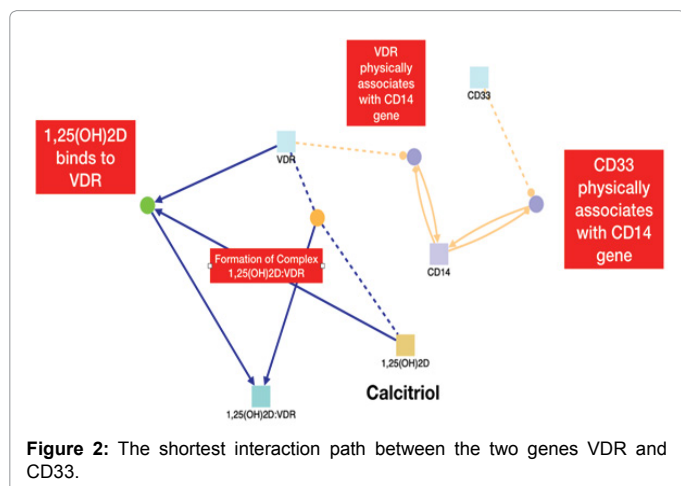 VDR
physically
associates
with CD14
gene
CD33
1,25(OH)2D
binds to
VDR
VDR
CD33
physically
associates
with CD14
gene
Formation of Complex
1,25(OH)2D:VDR
CD14
1,25(OH)2D
Calcitriol
1,25(OH)2D:VDR
Figure 2: The shortest interaction path between the two genes VDR and
CD33.